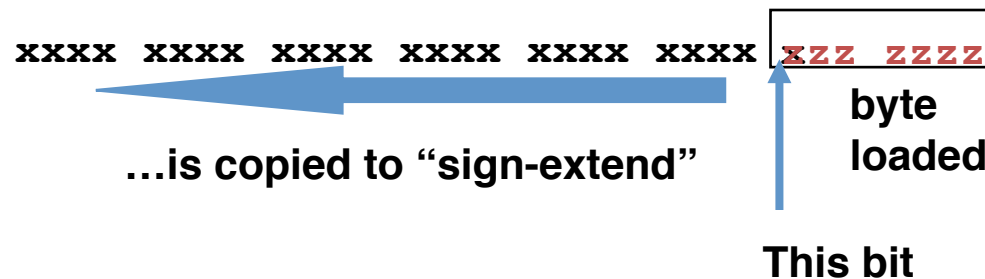 xxxx xxxx xxxx xxxx xxxx xxxx xzzz zzzz
byte
loaded
…is copied to “sign-extend”
This bit